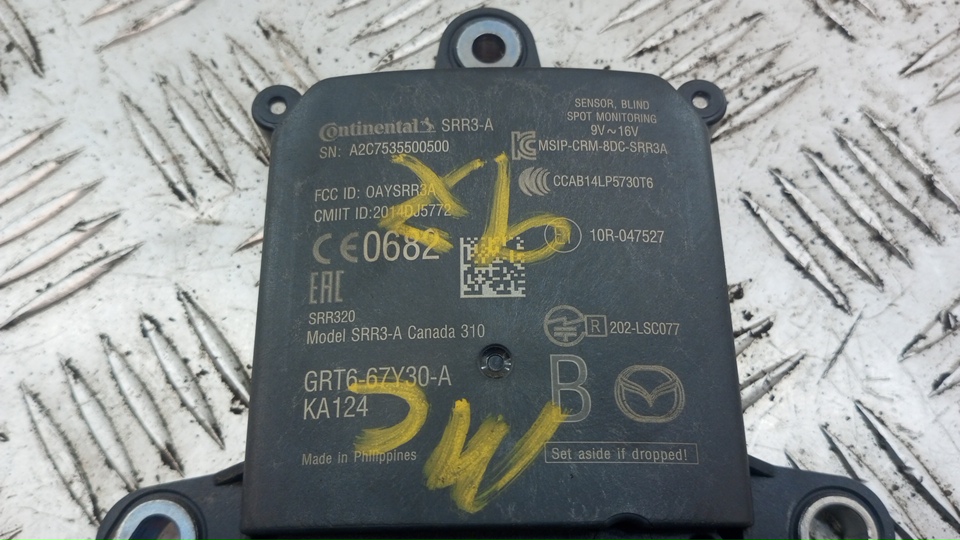 Continental SRR3-A
SN: A2C7535500500
SENSOR, BLIND
SPOT MONITORING
9V~16V
MSIP-CRM-8DC-SRR3A
CCAB14LP5730T6
FCC ID: OAYSRR3A
CMIIT ID:2014DJ5772
CE0682
E1 10R-047527
EAC
SRR320
Model SRR3-A Canada 310
R 202-LSC077
GRT6-67Y30-A
KA124
B
Made in Philippines
Set aside if dropped!